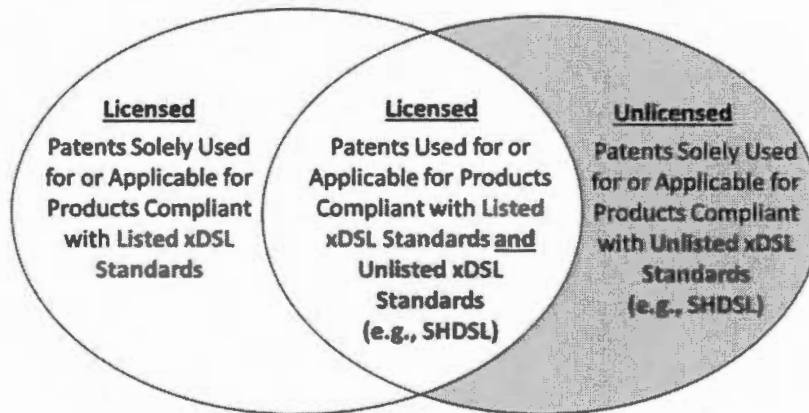 Licensed
Patents Solely Used
for or Applicable for
Products Compliant
with Listed xDSL
Standards
Licensed
Patents Used for or
Applicable for Products
Compliant with Listed
xDSL Standards and
Unlisted xDSL
Standards
(e.g., SHDSL)
Unlicensed
Patents Solely Used
for or Applicable for
Products Compliant
with Unlisted xDSL
Standards
(e.g., SHDSL)